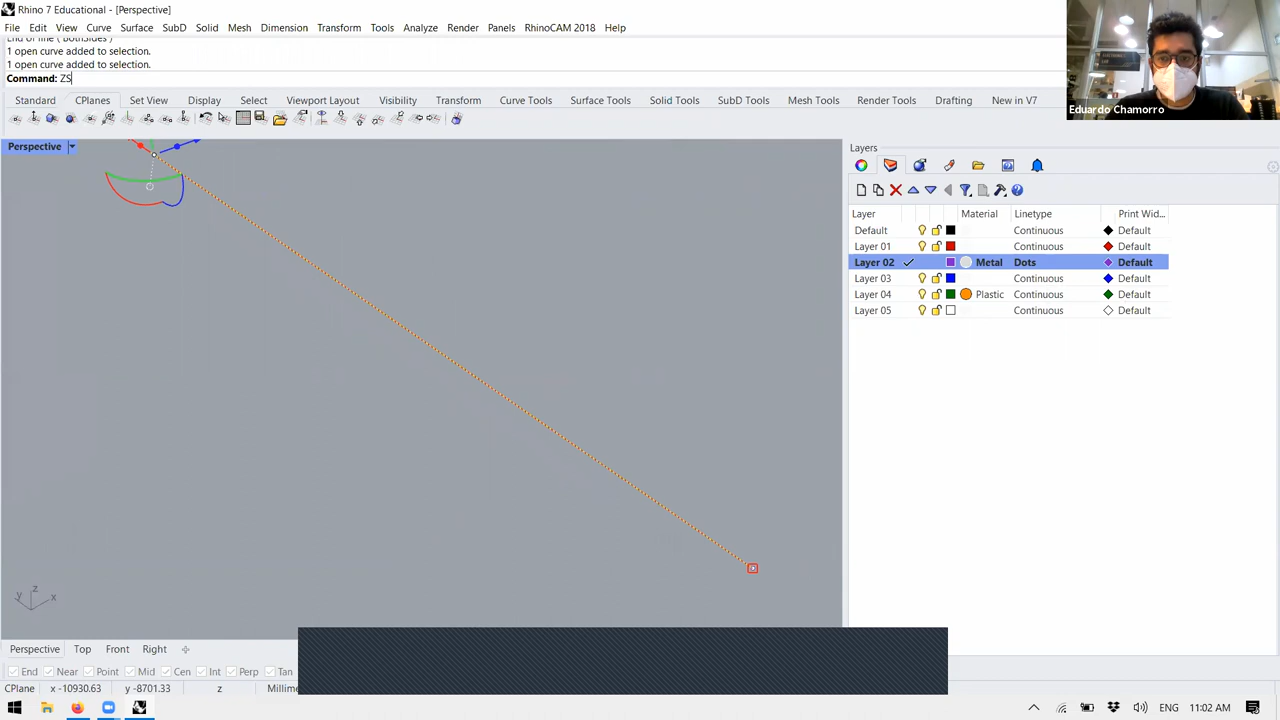 Rhino 7 Educational - [Perspective]
File Edit View Curve Surface SubD Solid Mesh Dimension Transform Tools Analyze Render Panels RhinoCAM 2018 Help
End of line ( BothSides )
1 open curve added to selection.
1 open curve added to selection.
Command: ZS
Standard CPlanes Set View Display Select Viewport Layout Visibility Transform Curve Tools Surface Tools Solid Tools SubD Tools Mesh Tools Render Tools Drafting New in V7
Eduardo Chamorro
Perspective
Layers
Layer Material Linetype Print Wid...
Default Continuous Default
Layer 01 Continuous Default
Layer 02 Metal Dots Default
Layer 03 Continuous Default
Layer 04 Plastic Continuous Default
Layer 05 Continuous Default
z
y x
Perspective Top Front Right
End Near Point Mid Cen Int Perp Tan
CPlane x -10930.63 y -8701.33 z Millime
ENG 11:02 AM